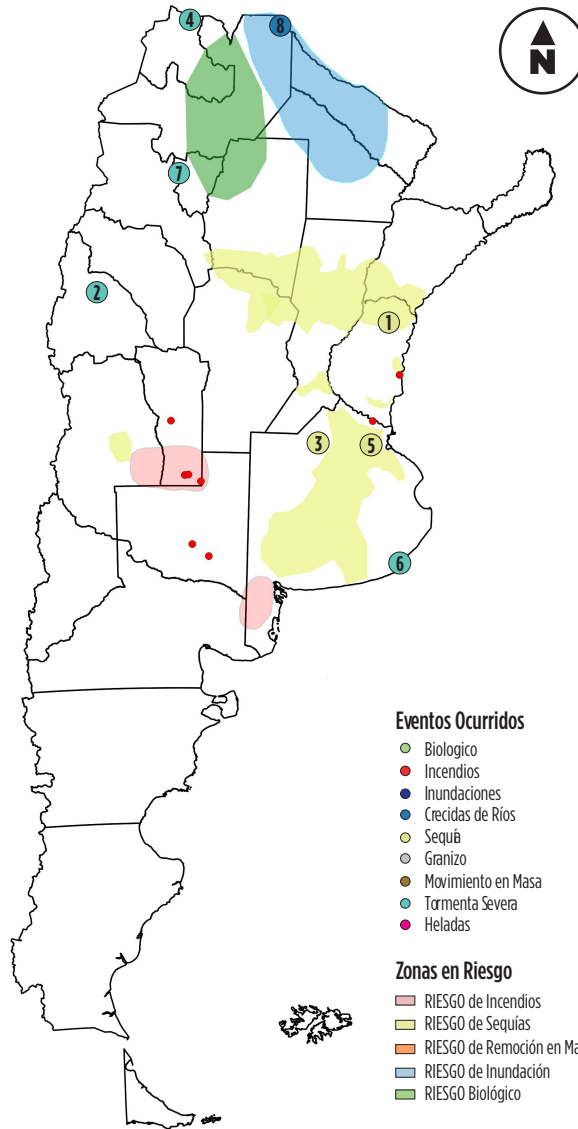 4
8
N
7
2
1
3
5
6
Eventos Ocurridos
Biologico
Incendios
Inundaciones
Crecidas de Ríos
Sequía
Granizo
Movimiento en Masa
Tormenta Severa
Heladas
Zonas en Riesgo
RIESGO de Incendios
RIESGO de Sequías
RIESGO de Remoción en Ma
RIESGO de Inundación
RIESGO Biológico